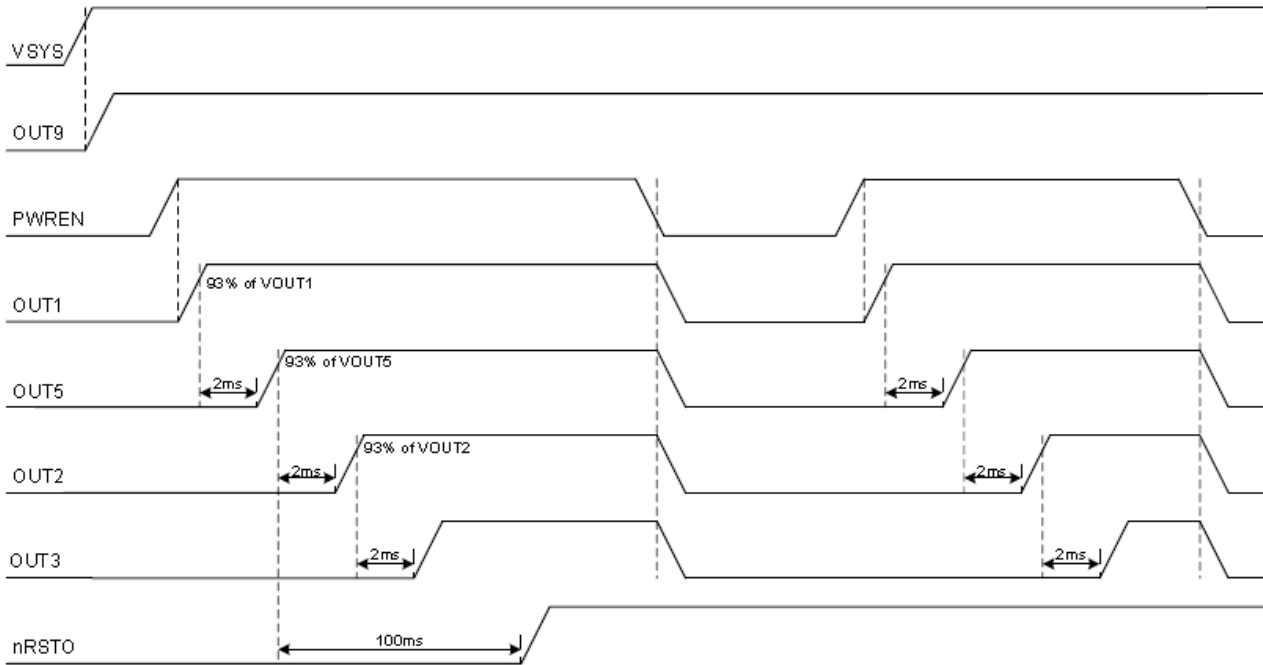 VSYS
OUT9
PWREN
OUT1
93% of VOUT1
OUT5
93% of VOUT5
2ms
2ms
OUT2
93% of VOUT2
2ms
2ms
OUT3
2ms
2ms
nRSTO
100ms